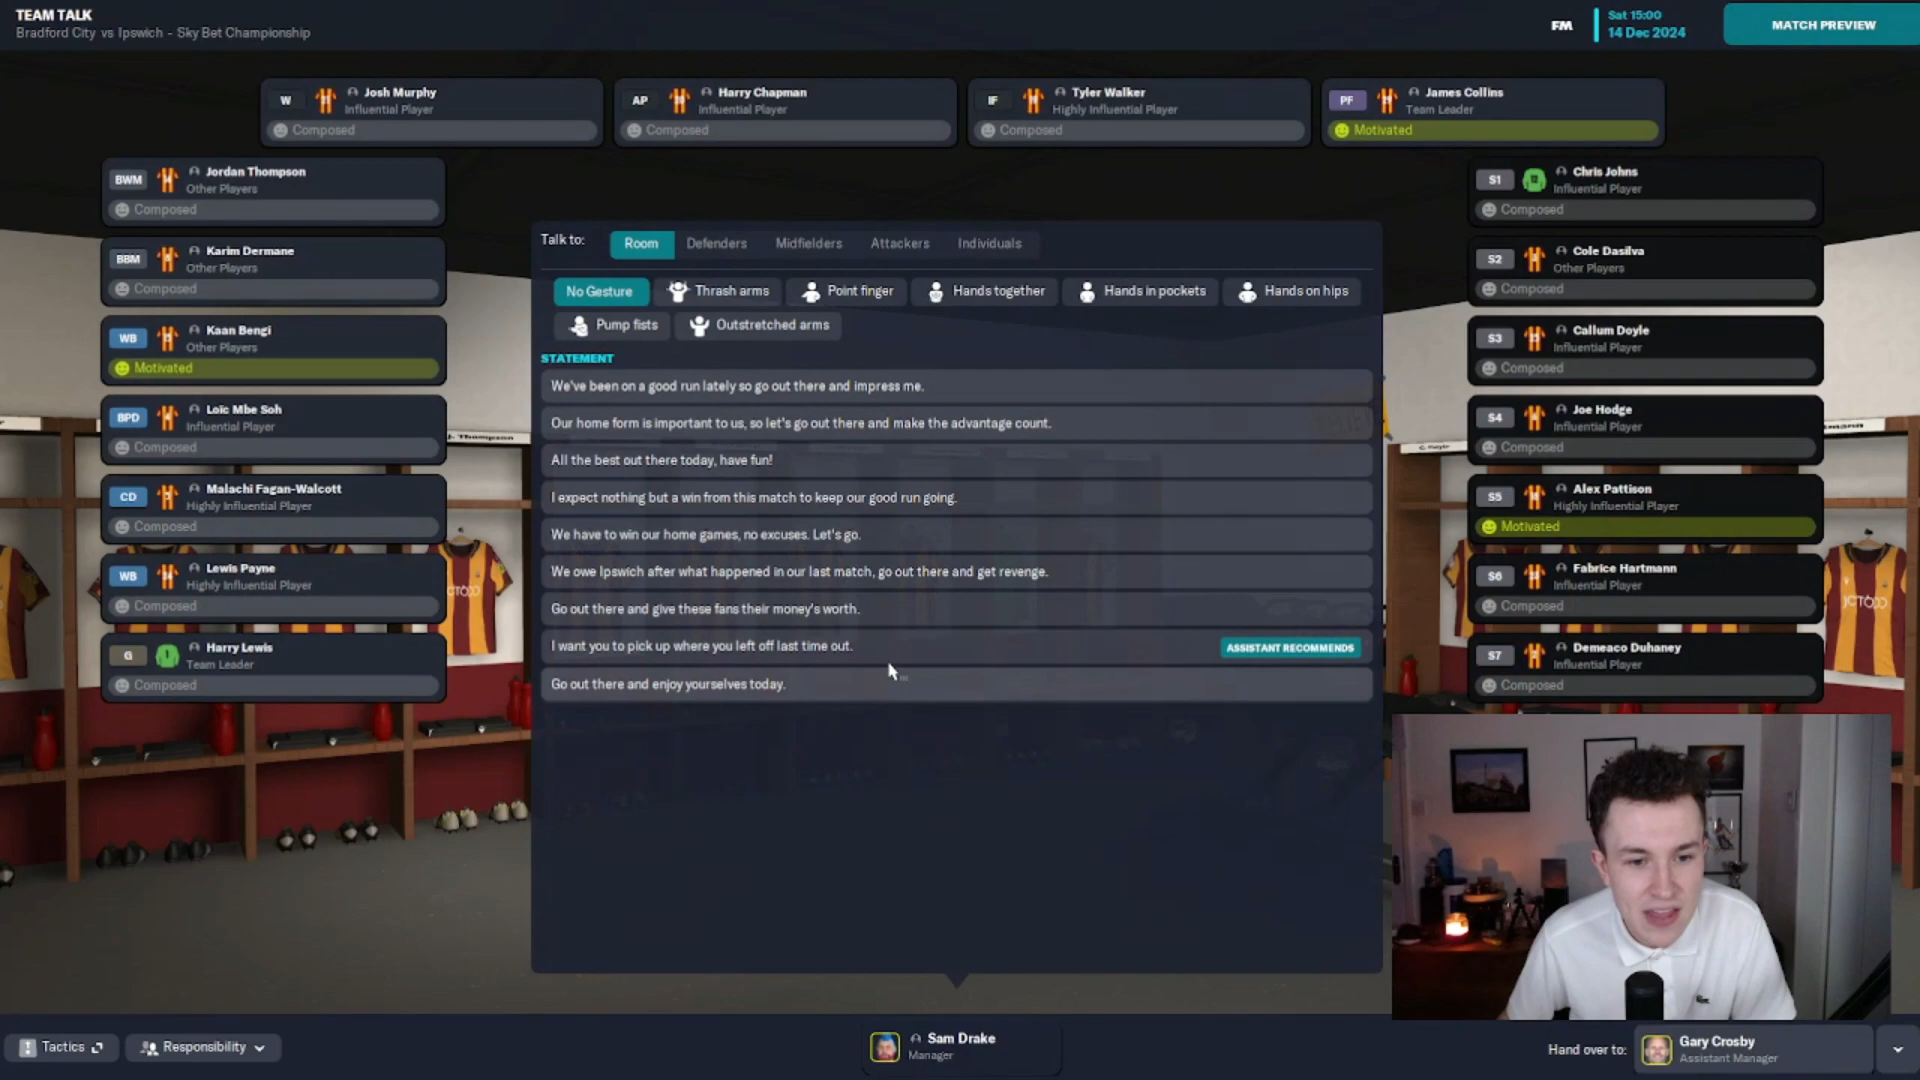 TEAM TALK
Bradford City vs Ipswich - Sky Bet Championship
FM
Sat 15:00
14 Dec 2024
MATCH PREVIEW
W
Josh Murphy
Influential Player
Composed
AP
Harry Chapman
Influential Player
Composed
IF
Tyler Walker
Highly Influential Player
Composed
PF
James Collins
Team Leader
Motivated
BWM
Jordan Thompson
Other Players
Composed
BBM
Karim Dermane
Other Players
Composed
WB
Kaan Bengi
Other Players
Motivated
BPD
Loïc Mbe Soh
Influential Player
Composed
CD
Malachi Fagan-Walcott
Highly Influential Player
Composed
WB
Lewis Payne
Highly Influential Player
Composed
G
Harry Lewis
Team Leader
Composed
J. Thompson
Talk to:
Room
Defenders
Midfielders
Attackers
Individuals
No Gesture
Thrash arms
Point finger
Hands together
Hands in pockets
Hands on hips
Pump fists
Outstretched arms
STATEMENT
We've been on a good run lately so go out there and impress me.
Our home form is important to us, so let's go out there and make the advantage count.
All the best out there today, have fun!
I expect nothing but a win from this match to keep our good run going.
We have to win our home games, no excuses. Let's go.
We owe Ipswich after what happened in our last match, go out there and get revenge.
Go out there and give these fans their money's worth.
I want you to pick up where you left off last time out.
ASSISTANT RECOMMENDS
Go out there and enjoy yourselves today.
S1
Chris Johns
Influential Player
Composed
S2
Cole Dasilva
Other Players
Composed
S3
Callum Doyle
Influential Player
Composed
S4
Joe Hodge
Influential Player
Composed
S5
Alex Pattison
Highly Influential Player
Motivated
S6
Fabrice Hartmann
Influential Player
Composed
S7
Demeaco Duhaney
Influential Player
Composed
JCT600
Tactics
Responsibility
Sam Drake
Manager
Hand over to:
Gary Crosby
Assistant Manager